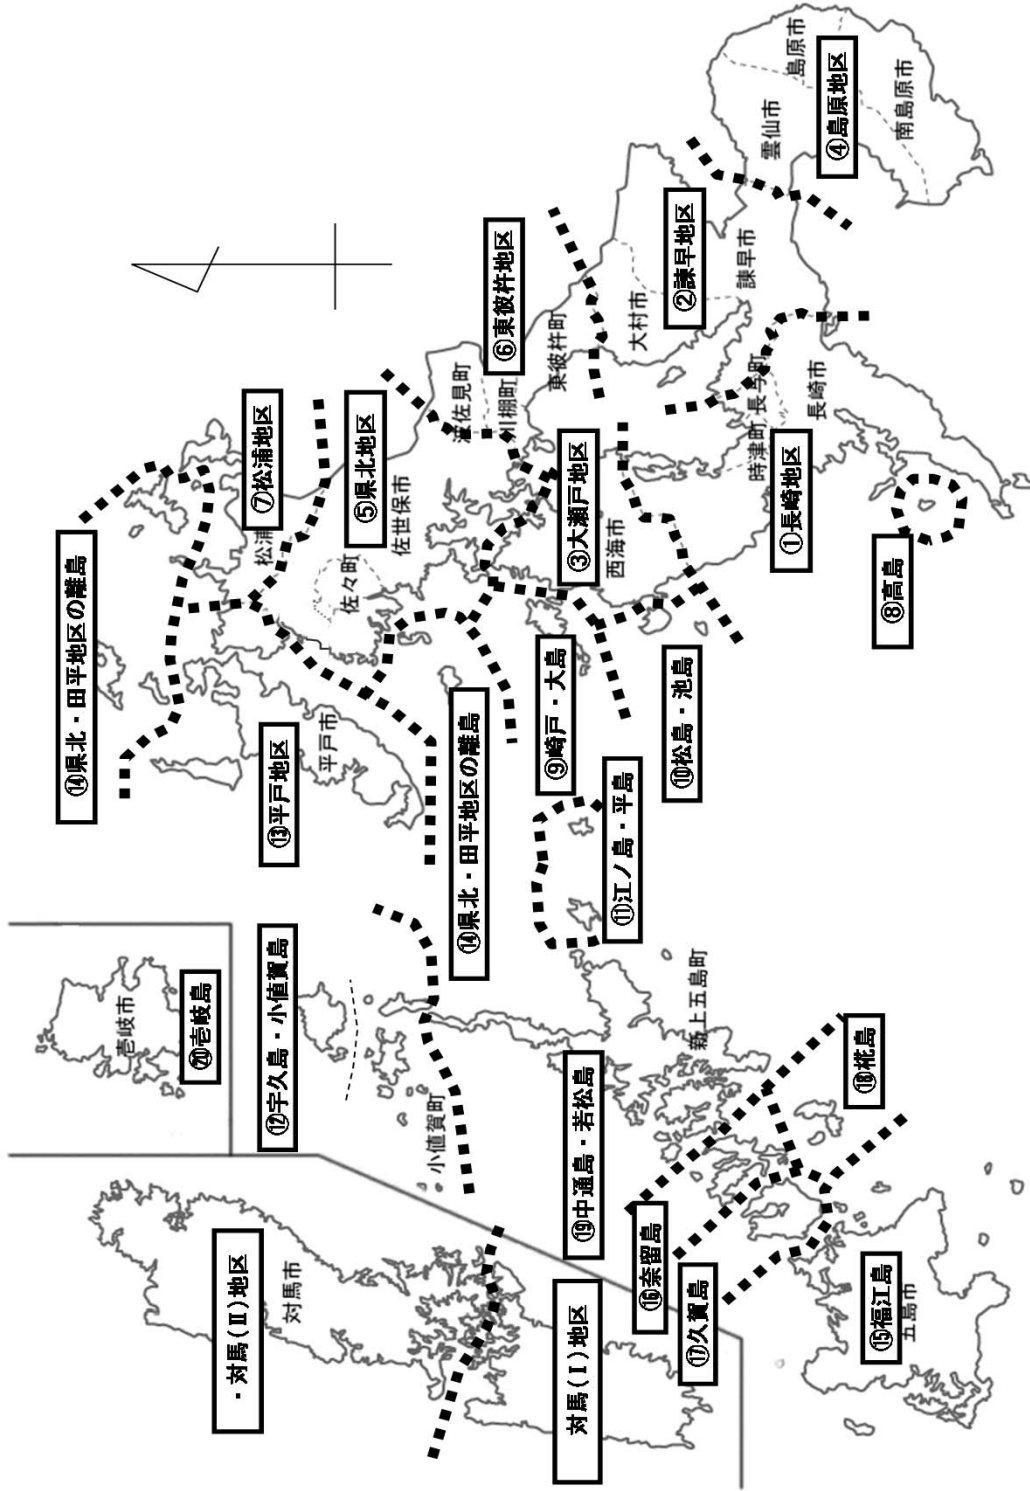 ⑭県北・田平地区の離島
壱岐市
⑳壱岐島
・対馬(Ⅱ)地区
⑫宇久島・小値賀島
⑬平戸地区
松浦
⑦松浦地区
対馬市
平戸市
佐々町
⑤県北地区
佐世保市
小値賀町
波佐見町
⑭県北・田平地区の離島
川棚町
⑥東彼杵地区
⑨崎戸・大島
東彼杵町
対馬(Ⅰ)地区
⑲中通島・若松島
③大瀬戸地区
西海市
⑪江ノ島・平島
大村市
⑯奈留島
⑩松島・池島
②諫早地区
⑰久賀島
新上五島町
諫早市
時津町
長与町
雲仙市
①長崎地区
長崎市
島原市
④島原地区
⑱椛島
⑮福江島
五島市
⑧高島
南島原市